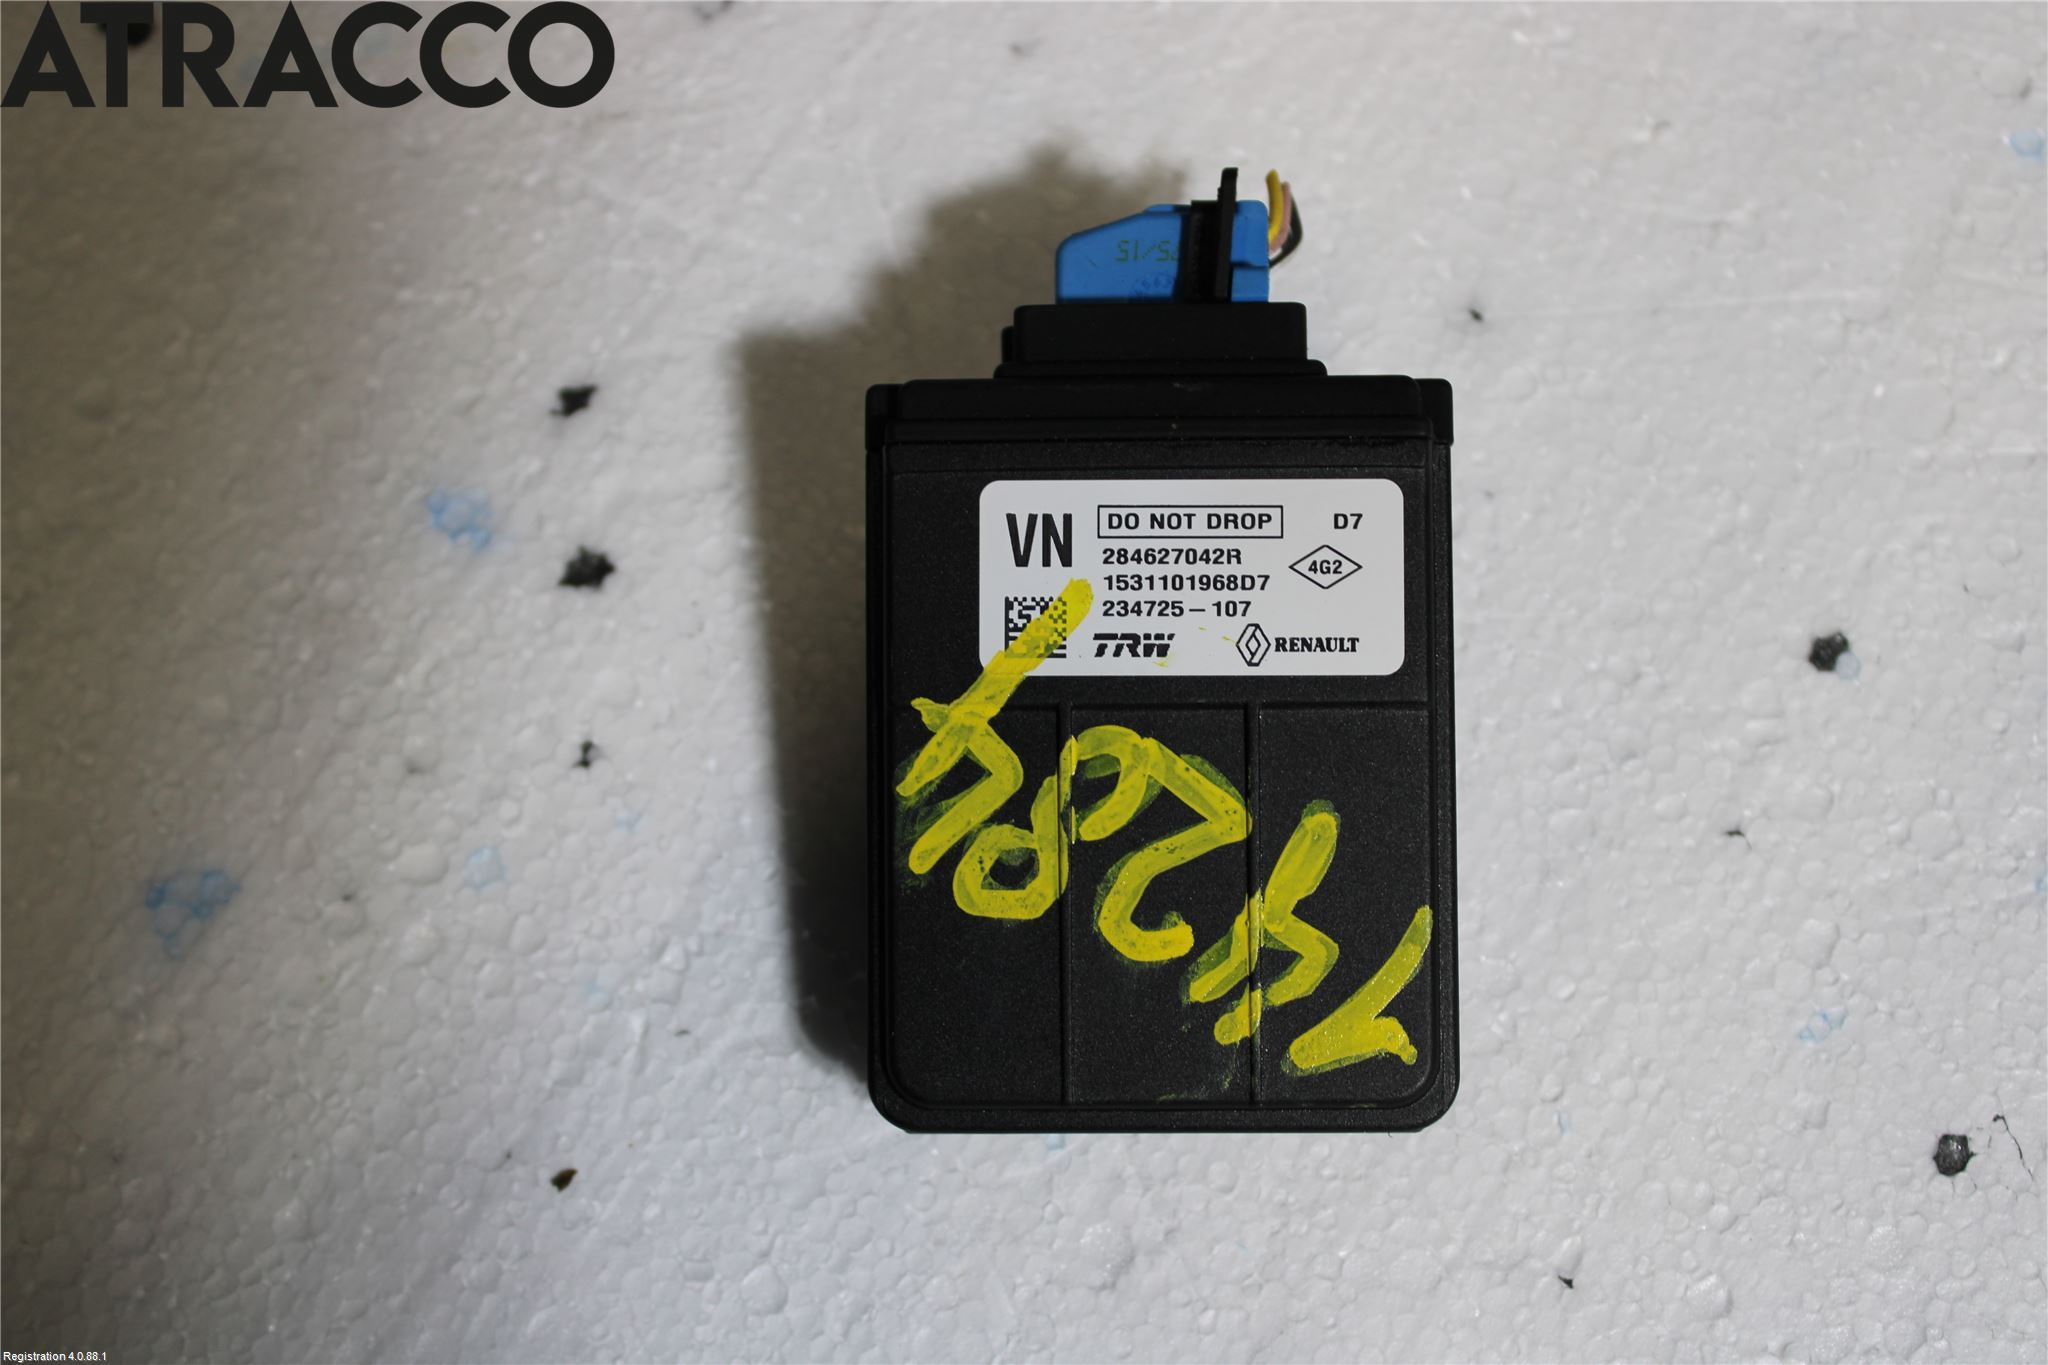 ATRACCO
VN
DO NOT DROP
D7
284627042R
1531101968D7
4G2
234725-107
TRW
RENAULT
Registration 4.0.88.1